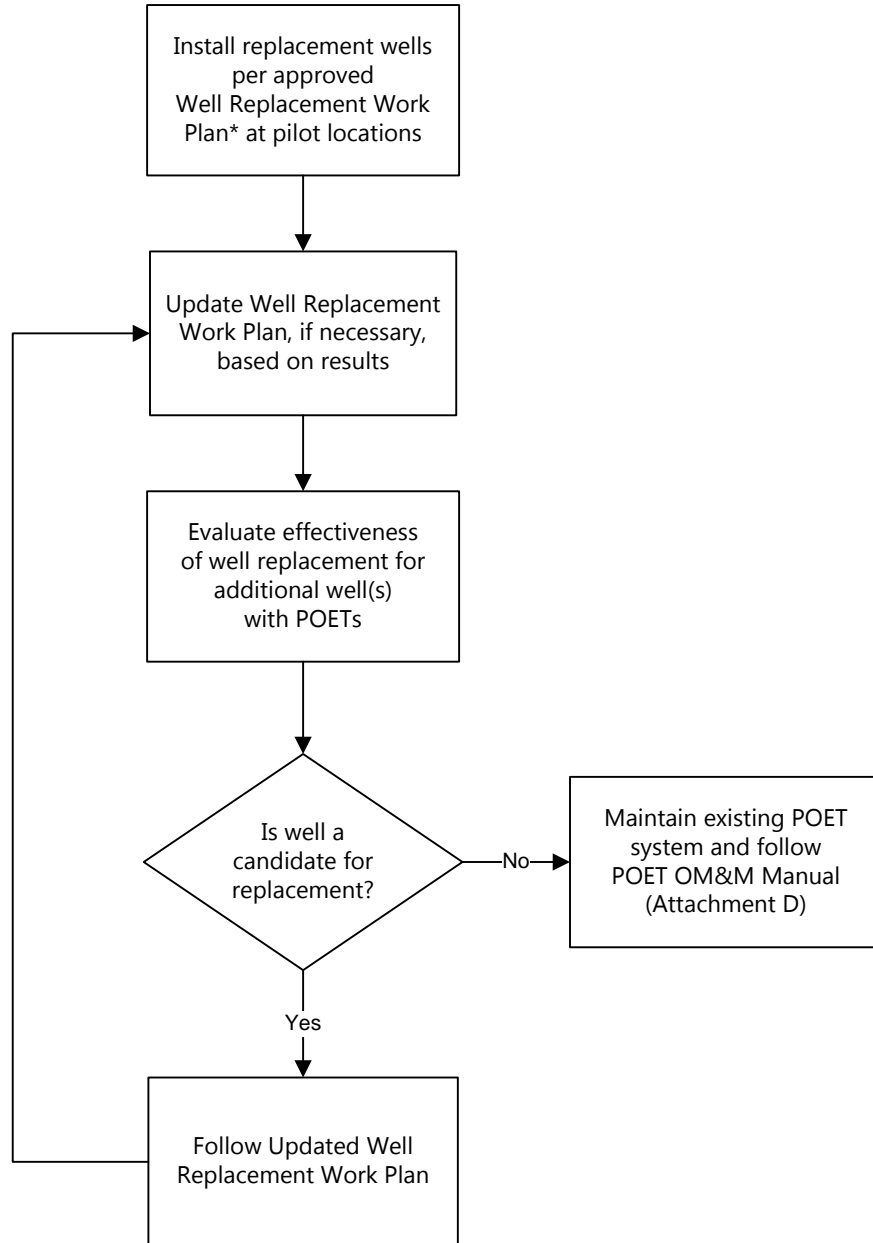 Install replacement wells
per approved
Well Replacement Work
Plan* at pilot locations
Update Well Replacement
Work Plan, if necessary,
based on results
Evaluate effectiveness
of well replacement for
additional well(s)
with POETs
Is well a
candidate for
replacement?
No
Maintain existing POET
system and follow
POET OM&M Manual
(Attachment D)
Yes
Follow Updated Well
Replacement Work Plan